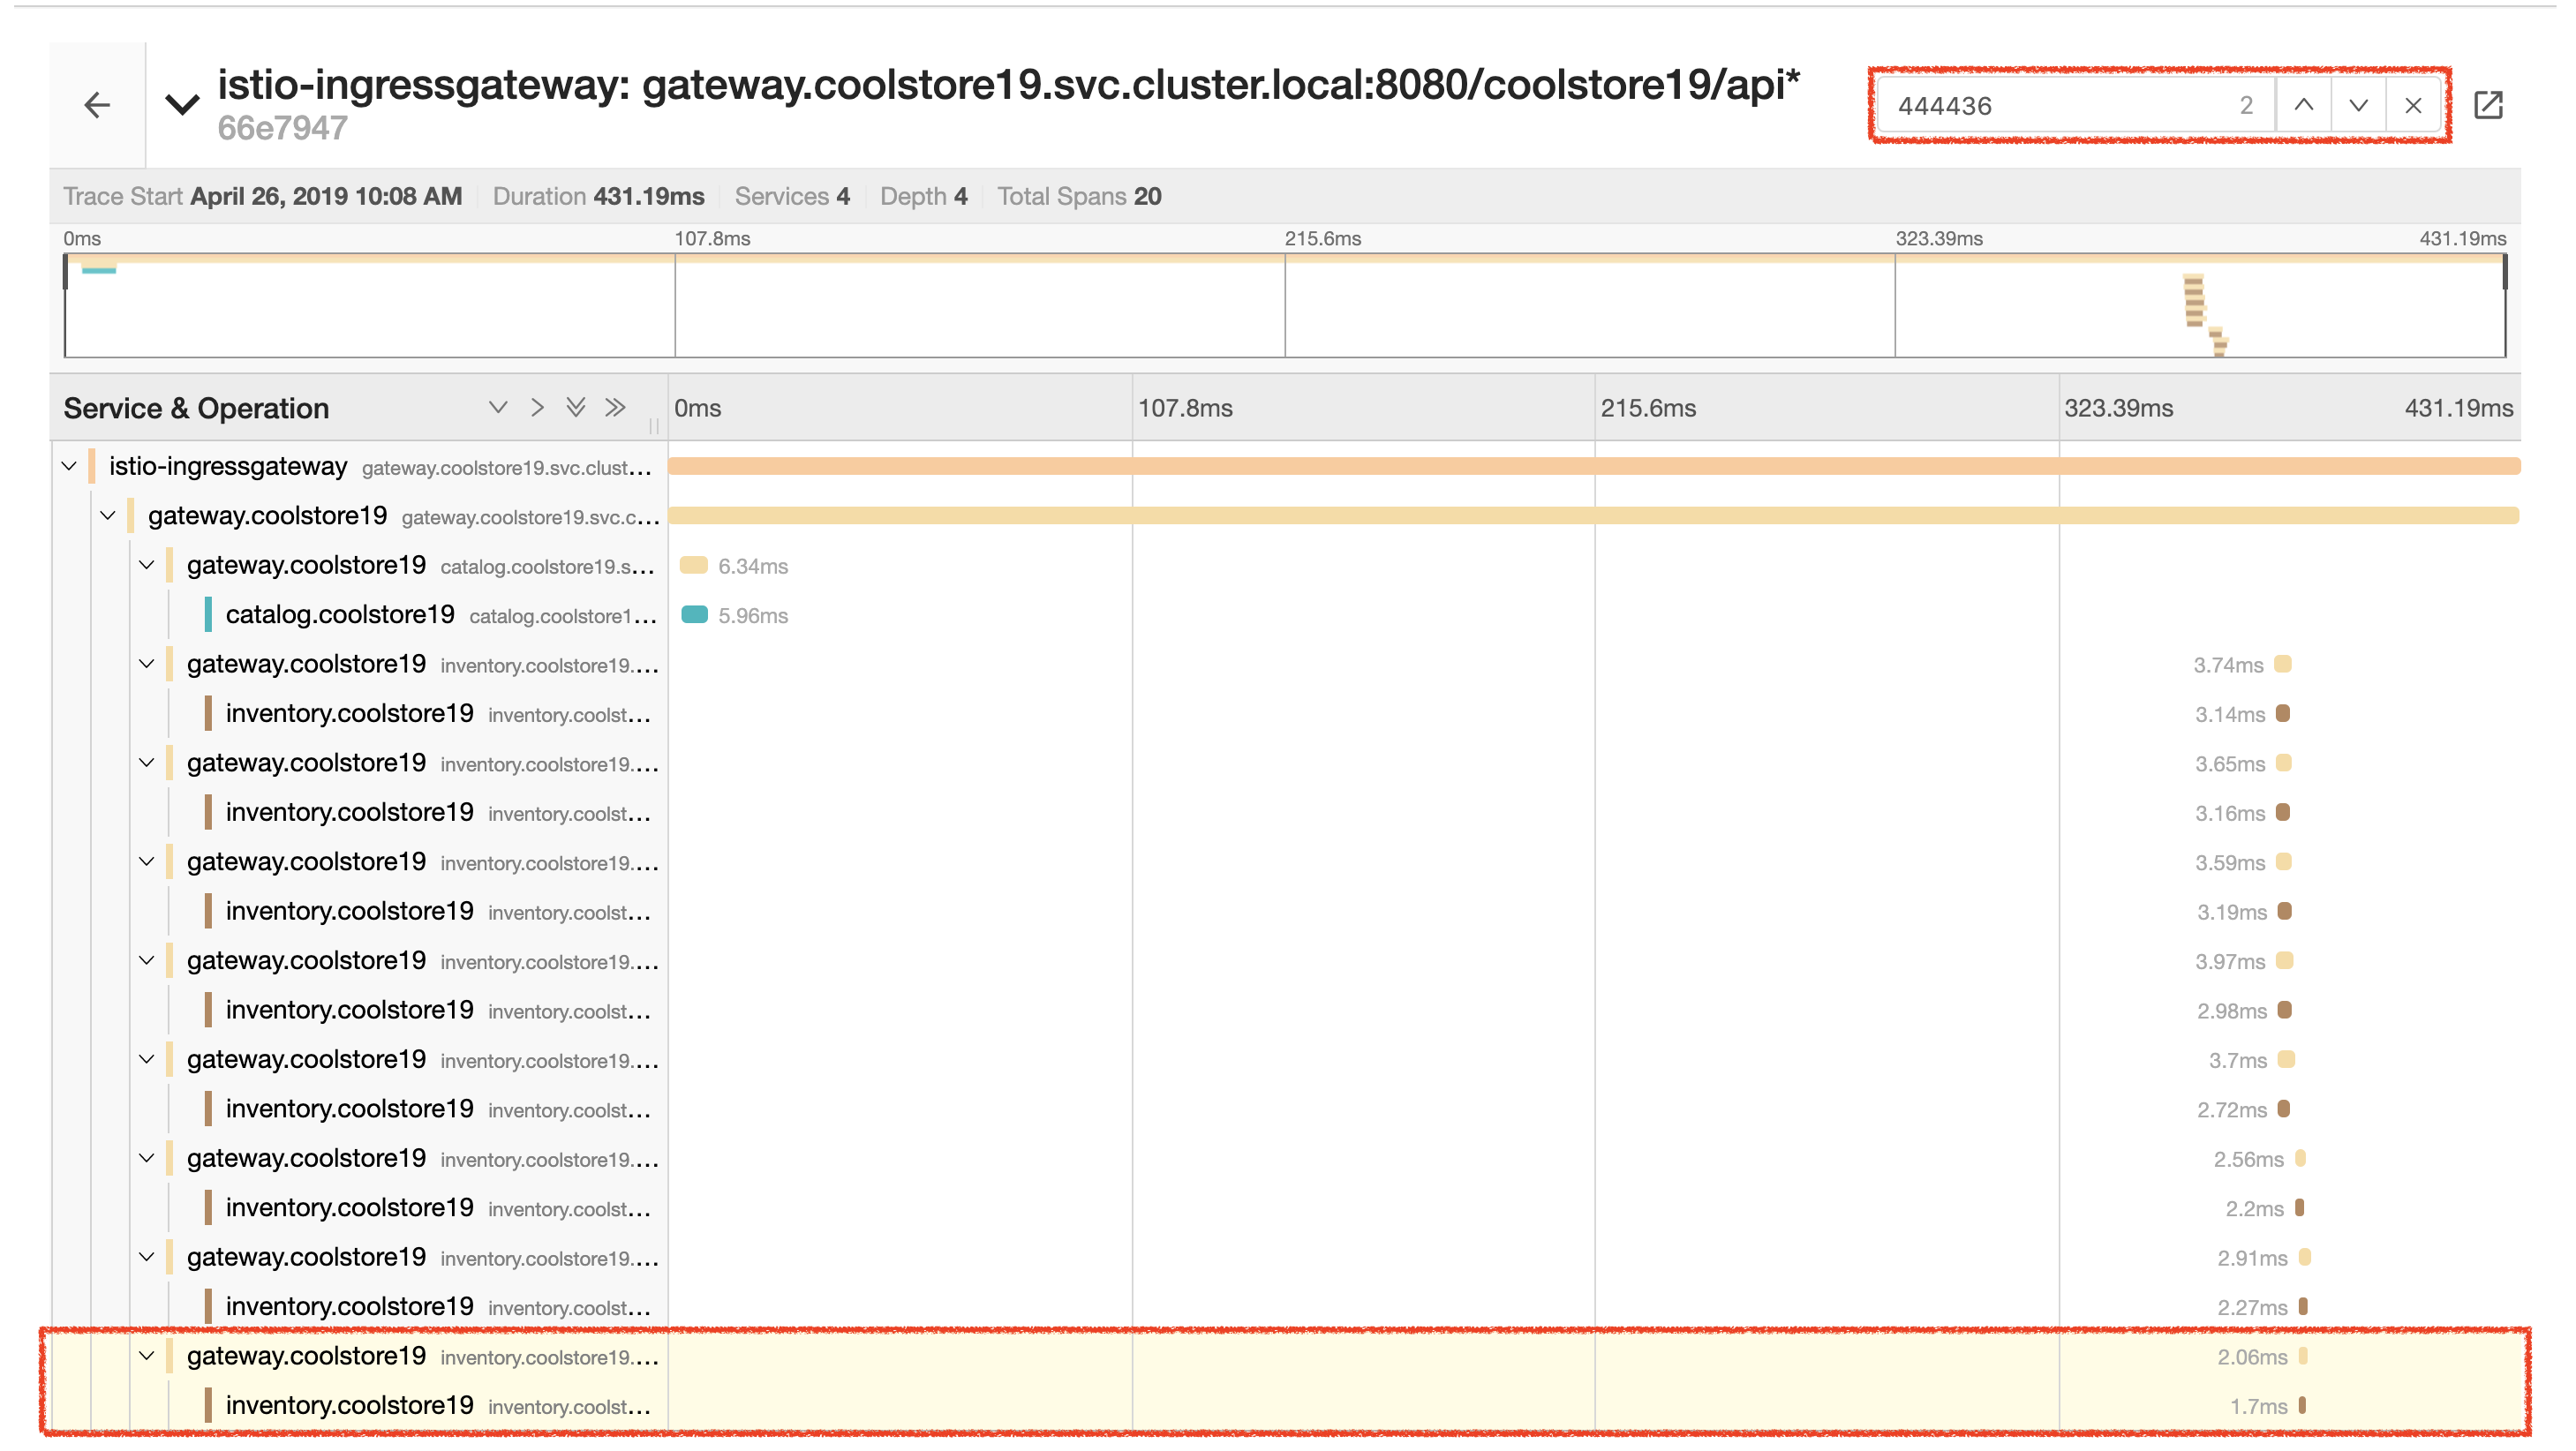 istio-ingressgateway: gateway.coolstore19.svc.cluster.local:8080/coolstore19/api*
66e7947
444436 2
Trace Start April 26, 2019 10:08 AM Duration 431.19ms Services 4 Depth 4 Total Spans 20
0ms 107.8ms 215.6ms 323.39ms 431.19ms
Service & Operation 0ms 107.8ms 215.6ms 323.39ms 431.19ms
istio-ingressgateway gateway.coolstore19.svc.clust...
gateway.coolstore19 gateway.coolstore19.svc.c...
gateway.coolstore19 catalog.coolstore19.s... 6.34ms
catalog.coolstore19 catalog.coolstore1... 5.96ms
gateway.coolstore19 inventory.coolstore19.... 3.74ms
inventory.coolstore19 inventory.coolst... 3.14ms
gateway.coolstore19 inventory.coolstore19.... 3.65ms
inventory.coolstore19 inventory.coolst... 3.16ms
gateway.coolstore19 inventory.coolstore19.... 3.59ms
inventory.coolstore19 inventory.coolst... 3.19ms
gateway.coolstore19 inventory.coolstore19.... 3.97ms
inventory.coolstore19 inventory.coolst... 2.98ms
gateway.coolstore19 inventory.coolstore19.... 3.7ms
inventory.coolstore19 inventory.coolst... 2.72ms
gateway.coolstore19 inventory.coolstore19.... 2.56ms
inventory.coolstore19 inventory.coolst... 2.2ms
gateway.coolstore19 inventory.coolstore19.... 2.91ms
inventory.coolstore19 inventory.coolst... 2.27ms
gateway.coolstore19 inventory.coolstore19.... 2.06ms
inventory.coolstore19 inventory.coolst... 1.7ms